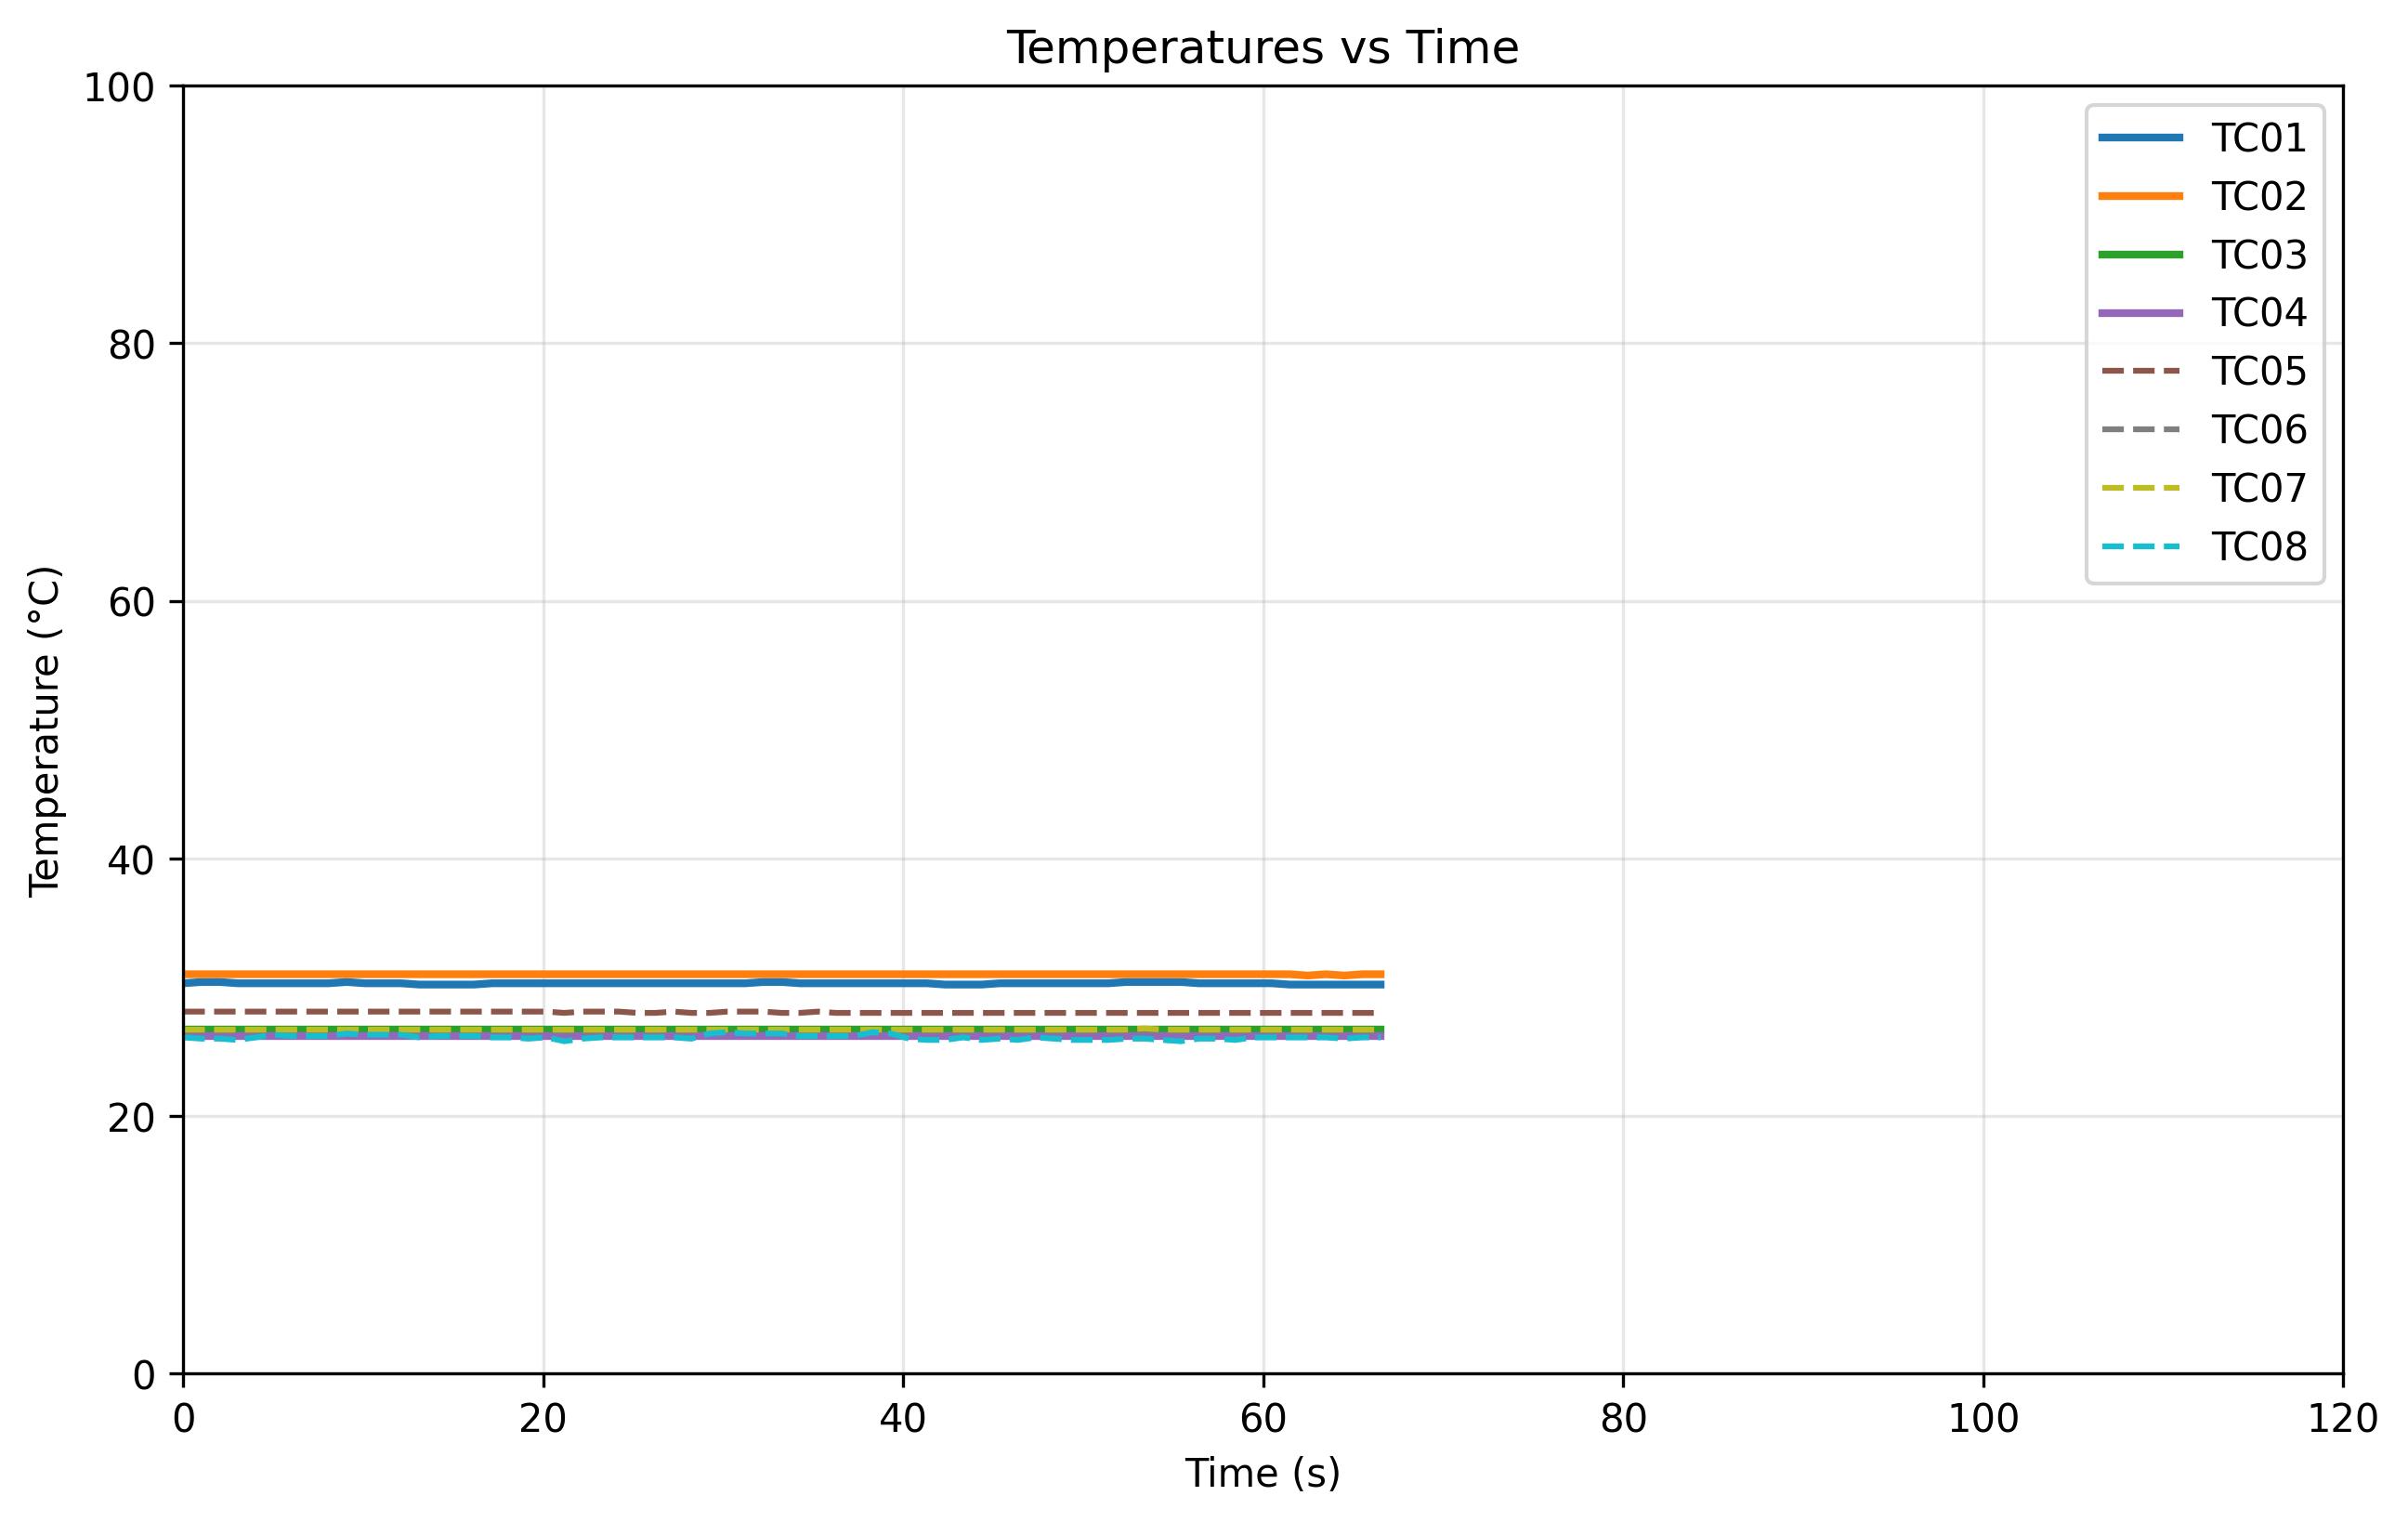 Temperatures vs Time
100
80
60
40
20
0
Temperature (°C)
0 20 40 60 80 100 120
Time (s)
TC01
TC02
TC03
TC04
TC05
TC06
TC07
TC08